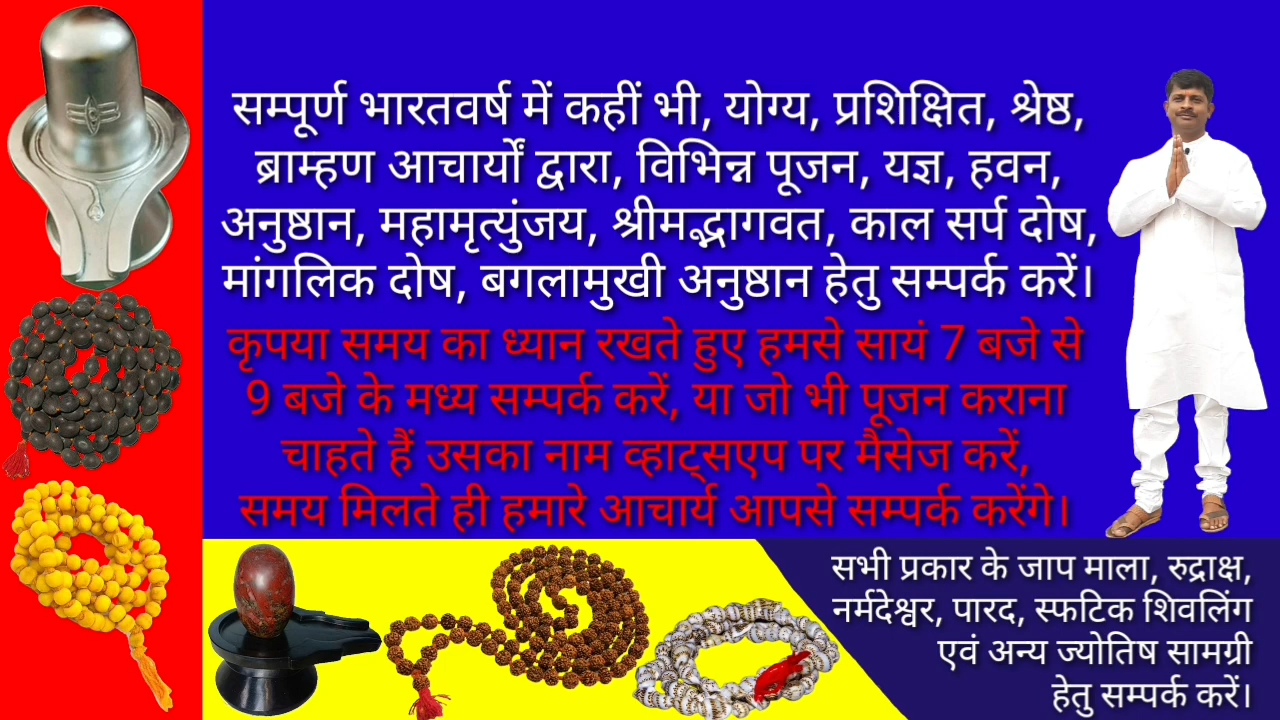 सम्पूर्ण भारतवर्ष में कहीं भी, योग्य, प्रशिक्षित, श्रेष्ठ,
ब्राम्हण आचार्यों द्वारा, विभिन्न पूजन, यज्ञ, हवन,
अनुष्ठान, महामृत्युंजय, श्रीमद्भागवत, काल सर्प दोष,
मांगलिक दोष, बगलामुखी अनुष्ठान हेतु सम्पर्क करें।
कृपया समय का ध्यान रखते हुए हमसे सायं 7 बजे से
9 बजे के मध्य सम्पर्क करें, या जो भी पूजन कराना
चाहते हैं उसका नाम व्हाट्सएप पर मैसेज करें,
समय मिलते ही हमारे आचार्य आपसे सम्पर्क करेंगे।
सभी प्रकार के जाप माला, रुद्राक्ष,
नर्मदेश्वर, पारद, स्फटिक शिवलिंग
एवं अन्य ज्योतिष सामग्री
हेतु सम्पर्क करें।